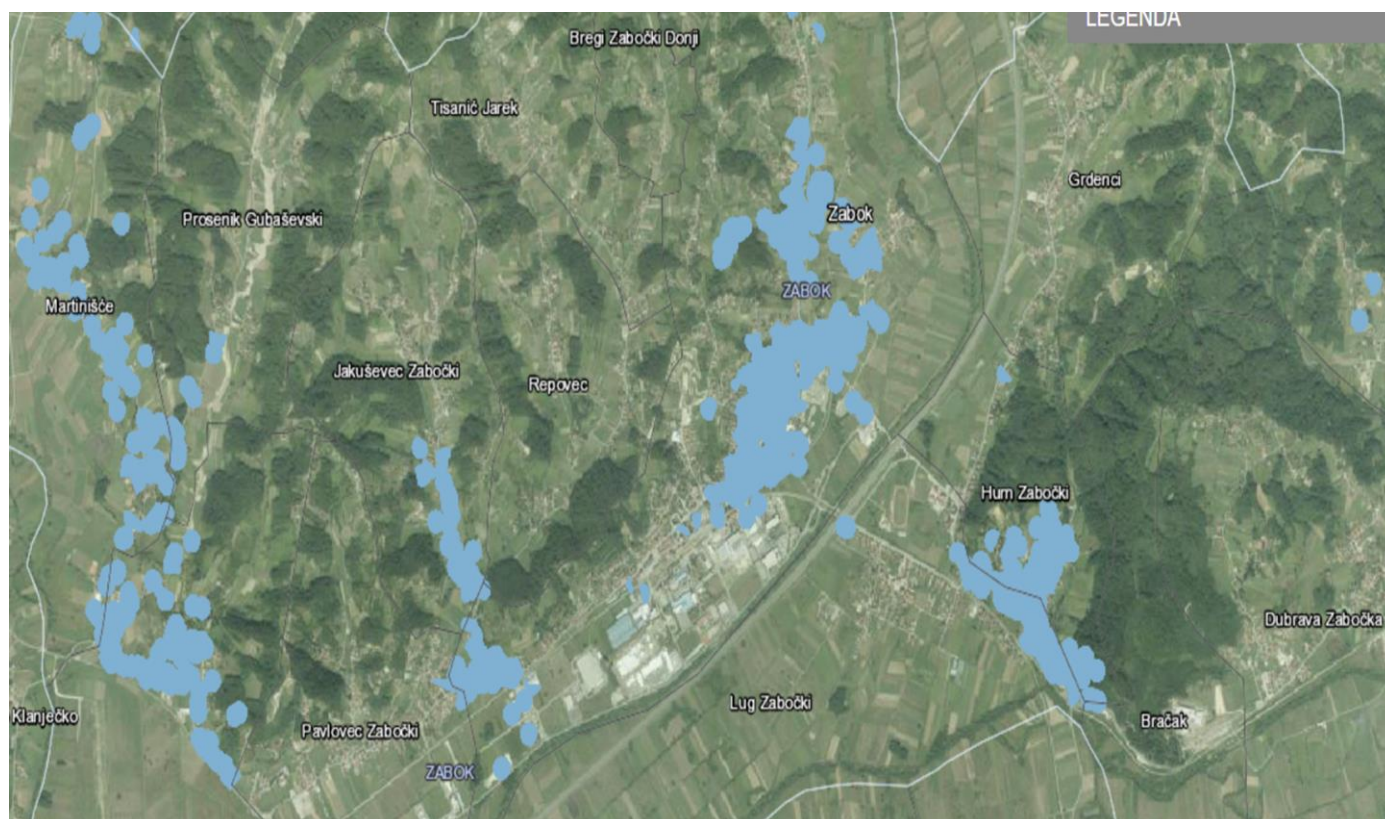 LEGENDA
Bregi Zabočki Donji
Tisanić Jarek
Grdenci
Prosenik Gubaševski
Zabok
ZABOK
Martinišće
Jakuševec Zabočki
Repovec
Hum Zabočki
Dubrava Zabočka
Klanječko
Pavlovec Zabočki
Lug Zabočki
Bračak
ZABOK